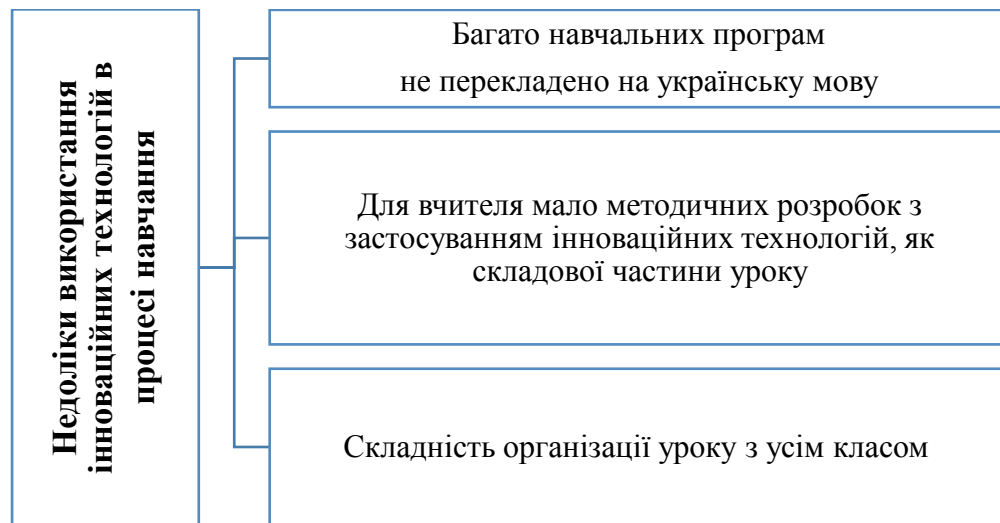 Недоліки використання
інноваційних технологій в
процесі навчання
Багато навчальних програм
не перекладено на українську мову
Для вчителя мало методичних розробок з
застосуванням інноваційних технологій, як
складової частини уроку
Складність організації уроку з усім класом